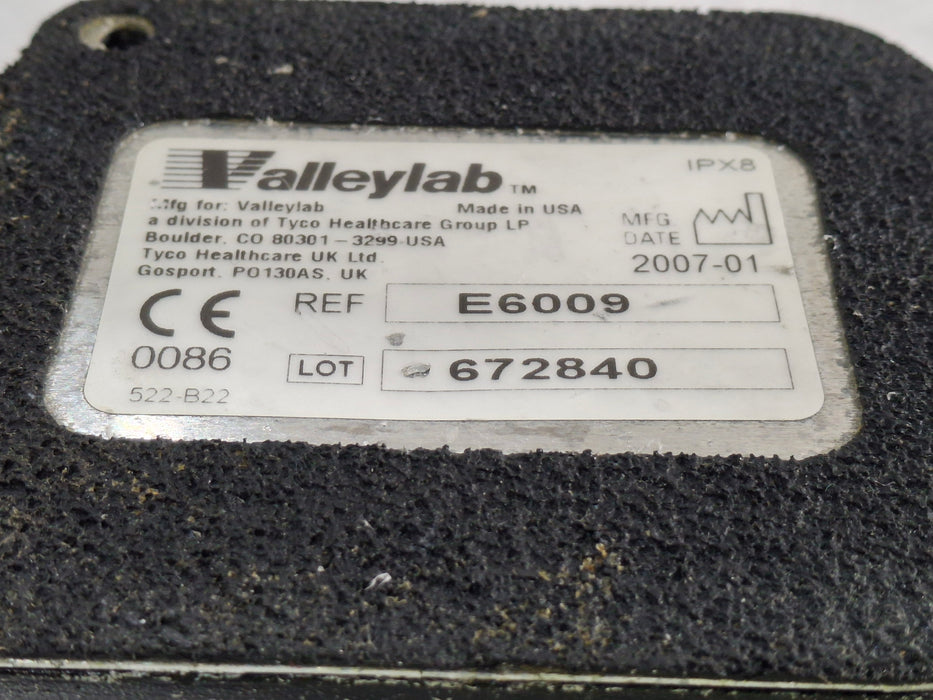 Valleylab™
IPX8
Mfg for: Valleylab Made in USA
a division of Tyco Healthcare Group LP
Boulder, CO 80301-3299 USA
Tyco Healthcare UK Ltd.
Gosport, PO130AS, UK
MFG.
DATE
2007-01
CE
0086
REF E6009
LOT 672840
522-B22